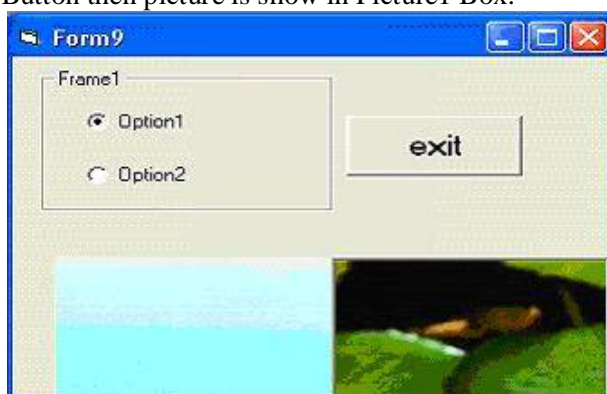 Button then picture is show in Picture1 Box.
Form9
Frame1
Option1
exit
Option2